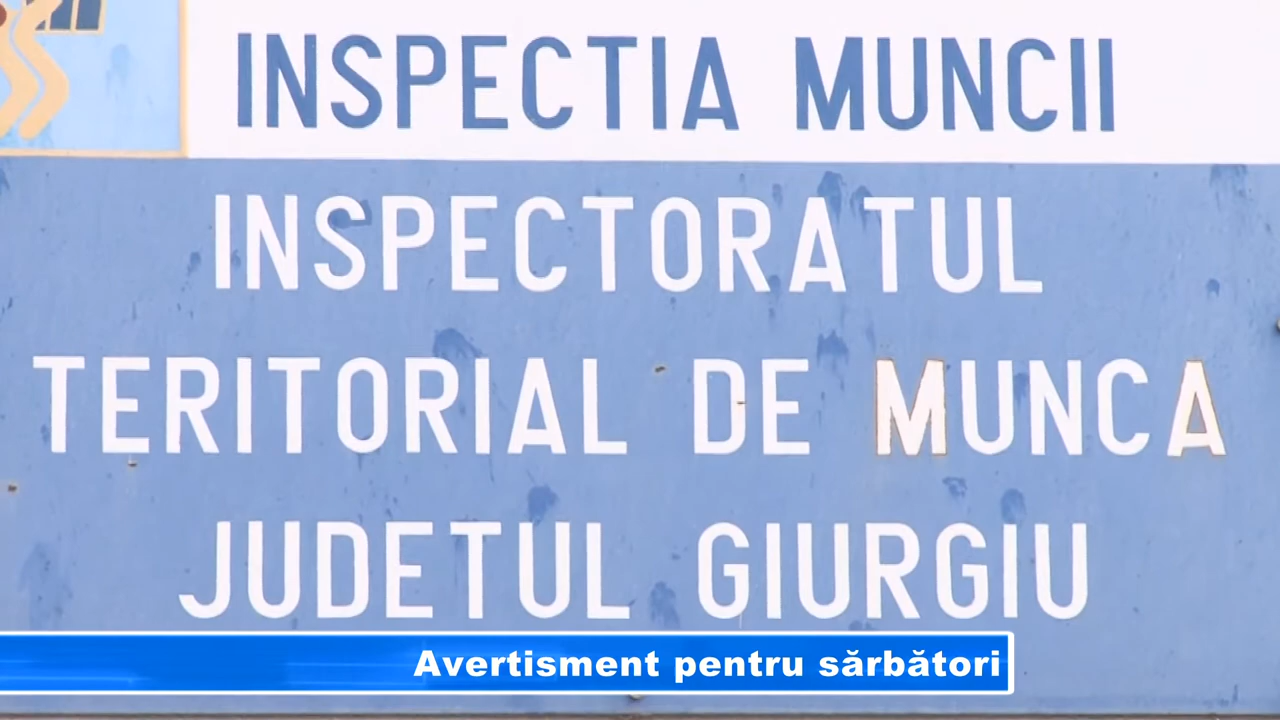 INSPECTIA MUNCII
INSPECTORATUL
TERITORIAL DE MUNCA
JUDETUL GIURGIU
Avertisment pentru sărbători